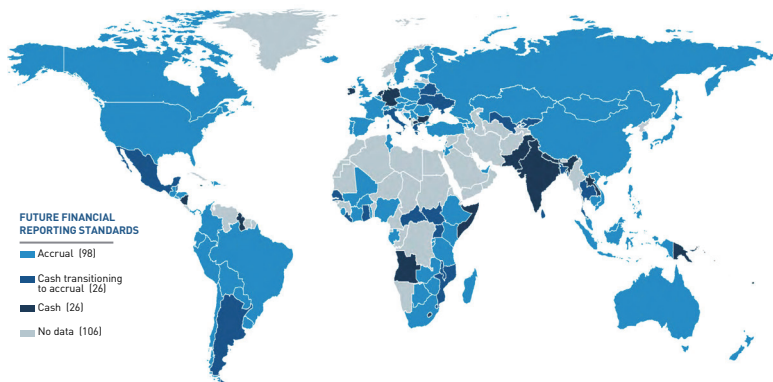 FUTURE FINANCIAL
REPORTING STANDARDS
Accrual (98)
Cash transitioning
to accrual (26)
Cash (26)
No data (106)